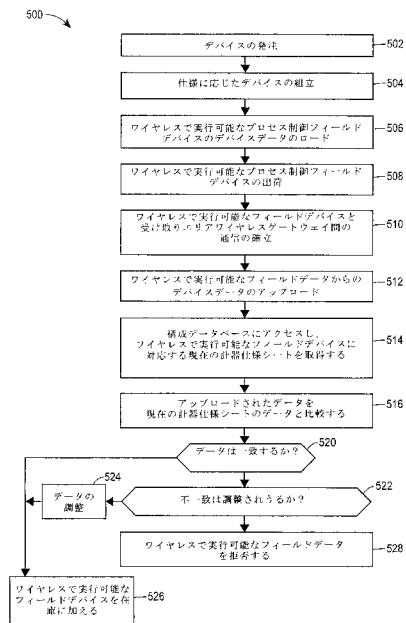 500
デバイスの発注
502
仕様に応じたデバイスの組立
504
ワイヤレスで実行可能なプロセス制御フィールド
デバイスのデバイスデータのロード
506
ワイヤレスで実行可能なプロセス制御フィールド
デバイスの出荷
508
ワイヤレスで実行可能なフィールドデバイスと
受け取りエリアワイヤレスゲートウェイ間の
通信の確立
510
ワイヤレスで実行可能なフィールドデータからの
デバイスデータのアップロード
512
構成データベースにアクセスし、
ワイヤレスで実行可能なフィールドデバイスに
対応する現在の計器仕様シートを取得する
514
アップロードされたデータを
現在の計器仕様シートのデータと比較する
516
データは一致するか？
520
524
データの
調整
不一致は調整されうるか？
522
ワイヤレスで実行可能なフィールドデータ
を拒否する
528
ワイヤレスで実行可能な
フィールドデバイスを在
庫に加える
526